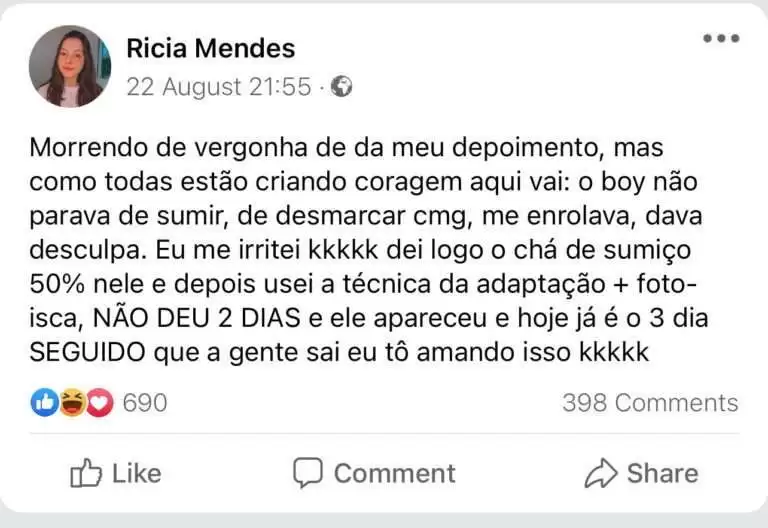 Ricia Mendes
22 August 21:55 ·
Morrendo de vergonha de da meu depoimento, mas
como todas estão criando coragem aqui vai: o boy não
parava de sumir, de desmarcar cmg, me enrolava, dava
desculpa. Eu me irritei kkkkk dei logo o chá de sumiço
50% nele e depois usei a técnica da adaptação + foto-
isca, NÃO DEU 2 DIAS e ele apareceu e hoje já é o 3 dia
SEGUIDO que a gente sai eu tô amando isso kkkkk
690 398 Comments
Like Comment Share